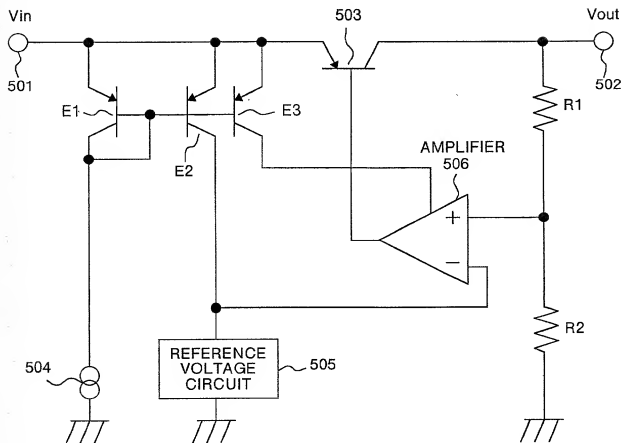 Vin
503
Vout
501
502
E1
E3
R1
E2
AMPLIFIER
506
+
−
504
REFERENCE
VOLTAGE
CIRCUIT
505
R2